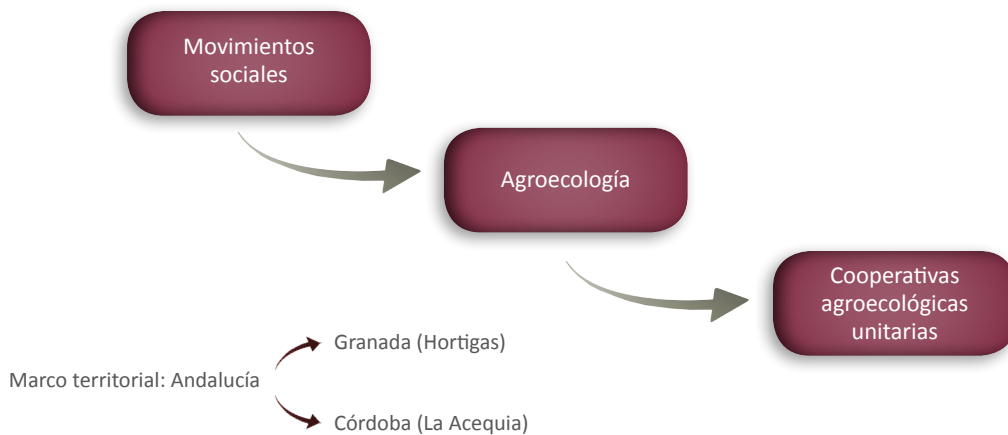 Movimientos
sociales
Agroecología
Cooperativas
agroecológicas
unitarias
Granada (Hortigas)
Marco territorial: Andalucía
Córdoba (La Acequia)